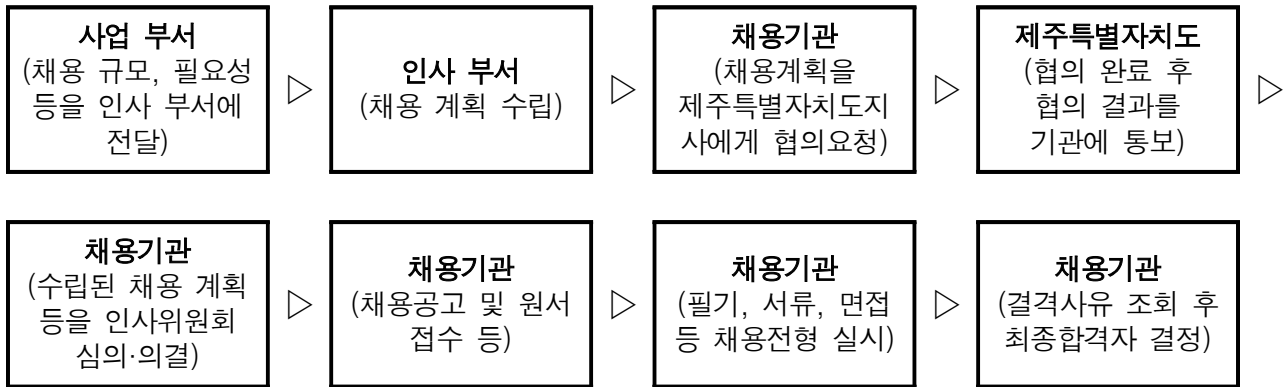 사업 부서
(채용 규모, 필요성
등을 인사 부서에
전달)
▷
인사 부서
(채용 계획 수립)
▷
채용기관
(채용계획을
제주특별자치도지
사에게 협의요청)
▷
제주특별자치도
(협의 완료 후
협의 결과를
기관에 통보)
▷
채용기관
(수립된 채용 계획
등을 인사위원회
심의·의결)
▷
채용기관
(채용공고 및 원서
접수 등)
▷
채용기관
(필기, 서류, 면접
등 채용전형 실시)
▷
채용기관
(결격사유 조회 후
최종합격자 결정)